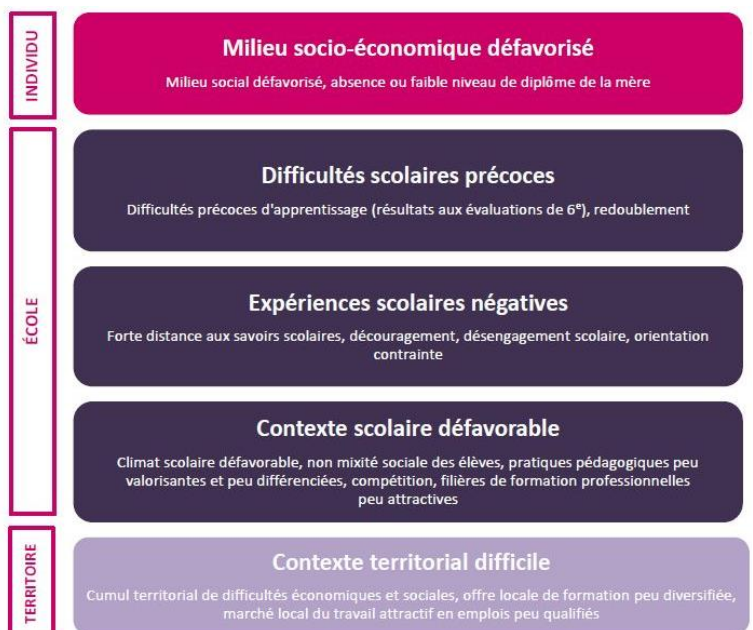 INDIVIDU
Milieu socio-économique défavorisé
Milieu social défavorisé, absence ou faible niveau de diplôme de la mère
ÉCOLE
Difficultés scolaires précoces
Difficultés précoces d'apprentissage (résultats aux évaluations de 6e), redoublement
Expériences scolaires négatives
Forte distance aux savoirs scolaires, découragement, désengagement scolaire, orientation
contrainte
Contexte scolaire défavorable
Climat scolaire défavorable, non mixité sociale des élèves, pratiques pédagogiques peu
valorisantes et peu différenciées, compétition, filières de formation professionnelles
peu attractives
TERRITOIRE
Contexte territorial difficile
Cumul territorial de difficultés économiques et sociales, offre locale de formation peu diversifiée,
marché local du travail attractif en emplois peu qualifiés